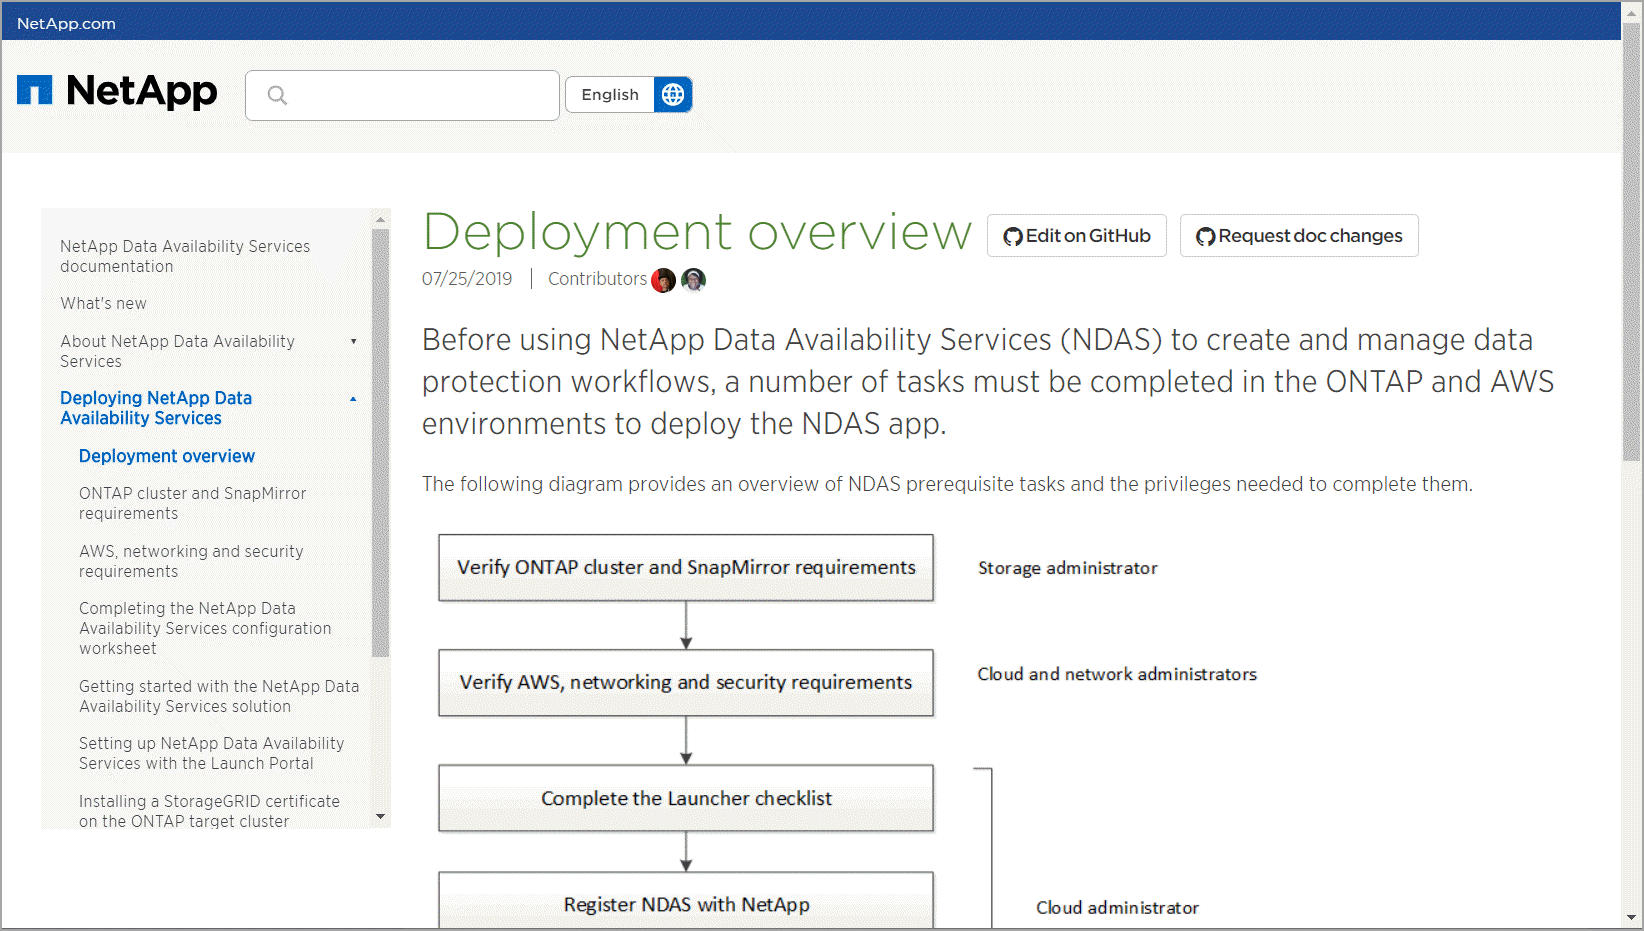 NetApp.com
NetApp
English
NetApp Data Availability Services
documentation
What's new
About NetApp Data Availability
Services
Deploying NetApp Data
Availability Services
Deployment overview
ONTAP cluster and SnapMirror
requirements
AWS, networking and security
requirements
Completing the NetApp Data
Availability Services configuration
worksheet
Getting started with the NetApp Data
Availability Services solution
Setting up NetApp Data Availability
Services with the Launch Portal
Installing a StorageGRID certificate
on the ONTAP target cluster
Deployment overview
Edit on GitHub
Request doc changes
07/25/2019
Contributors
Before using NetApp Data Availability Services (NDAS) to create and manage data
protection workflows, a number of tasks must be completed in the ONTAP and AWS
environments to deploy the NDAS app.
The following diagram provides an overview of NDAS prerequisite tasks and the privileges needed to complete them.
Verify ONTAP cluster and SnapMirror requirements
Storage administrator
Verify AWS, networking and security requirements
Cloud and network administrators
Complete the Launcher checklist
Register NDAS with NetApp
Cloud administrator